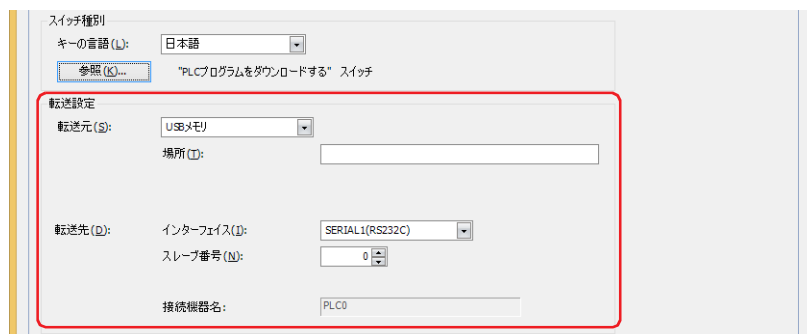 スイッチ種別
キーの言語(L): 日本語
参照(K)... "PLCプログラムをダウンロードする" スイッチ
転送設定
転送元(S): USBメモリ
場所(T):
転送先(D): インターフェイス(I): SERIAL1(RS232C)
スレーブ番号(N): 0
接続機器名: PLC0